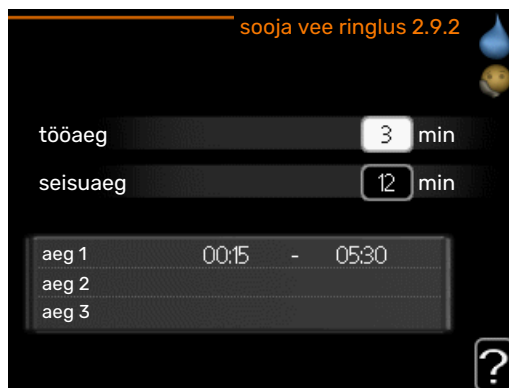 sooja vee ringlus 2.9.2
tööaeg 3 min
seisuaeg 12 min
aeg 1 00:15 - 05:30
aeg 2
aeg 3
?